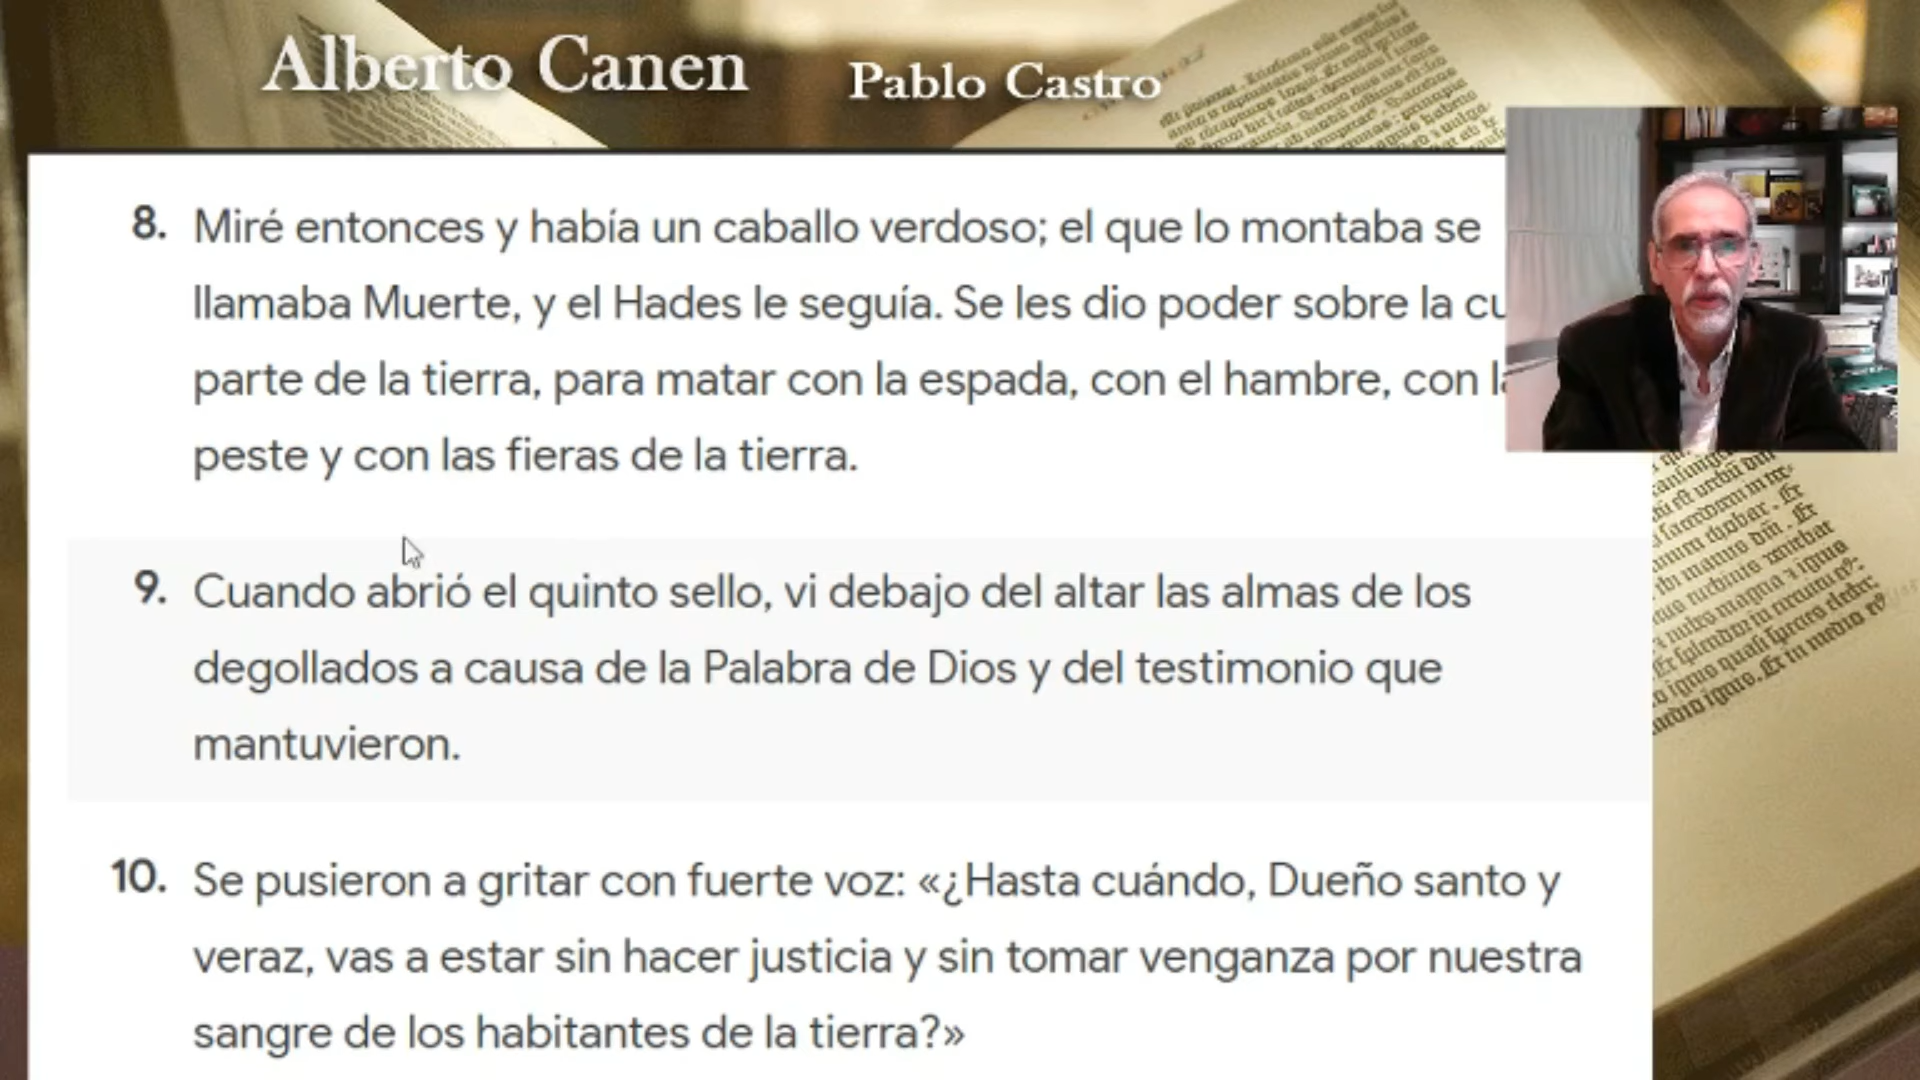 Alberto Canen Pablo Castro
8. Miré entonces y había un caballo verdoso; el que lo montaba se
llamaba Muerte, y el Hades le seguía. Se les dio poder sobre la
parte de la tierra, para matar con la espada, con el hambre, con
peste y con las fieras de la tierra.
9. Cuando abrió el quinto sello, vi debajo del altar las almas de los
degollados a causa de la Palabra de Dios y del testimonio que
mantuvieron.
10. Se pusieron a gritar con fuerte voz: «¿Hasta cuándo, Dueño santo y
veraz, vas a estar sin hacer justicia y sin tomar venganza por nuestra
sangre de los habitantes de la tierra?»